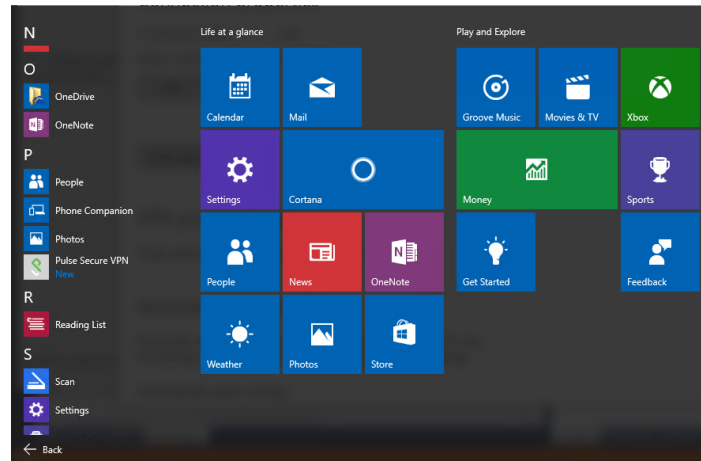 N
O
OneDrive
OneNote
P
People
Phone Companion
Photos
Pulse Secure VPN
New
R
Reading List
S
Scan
Settings
Back
Life at a glance
Calendar
Mail
Settings
Cortana
People
News
OneNote
Weather
Photos
Store
Play and Explore
Groove Music
Movies & TV
Xbox
Money
Sports
Get Started
Feedback